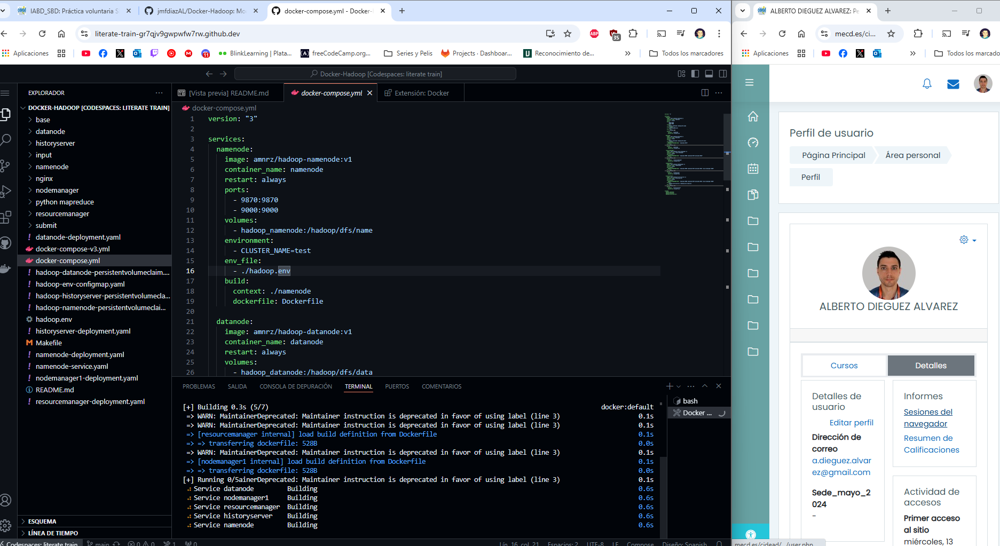 IABD_SBD: Práctica voluntaria S
jmfdiazAL/Docker-Hadoop: Mo
docker-compose.yml - Docker-
literate-train-gr7qjv9gwpwfw7rw.github.dev
ABP
35
Aplicaciones
11
BlinkLearning | Plata...
freeCodeCamp.org...
Series y Pelis
Projects · Dashboar...
Reconocimiento de...
»
Todos los marcadores
Docker-Hadoop [Codespaces: literate train]
EXPLORADOR
DOCKER-HADOOP [CODESPACES: LITERATE TRAIN]
base
datanode
historyserver
input
namenode
nginx
nodemanager
python mapreduce
resourcemanager
submit
datanode-deployment.yaml
docker-compose-v3.yml
docker-compose.yml
hadoop-datanode-persistentvolumeclaim....
hadoop-env-configmap.yaml
hadoop-historyserver-persistentvolumecla...
hadoop-namenode-persistentvolumeclai...
hadoop.env
historyserver-deployment.yaml
Makefile
namenode-deployment.yaml
namenode-service.yaml
nodemanager1-deployment.yaml
README.md
resourcemanager-deployment.yaml
ESQUEMA
LÍNEA DE TIEMPO
[Vista previa] README.md
docker-compose.yml
Extensión: Docker
docker-compose.yml
1 version: "3"
2
3 services:
4 namenode:
5 image: amnrz/hadoop-namenode:v1
6 container_name: namenode
7 restart: always
8 ports:
9 - 9870:9870
10 - 9000:9000
11 volumes:
12 - hadoop_namenode:/hadoop/dfs/name
13 environment:
14 - CLUSTER_NAME=test
15 env_file:
16 - ./hadoop.env
17 build:
18 context: ./namenode
19 dockerfile: Dockerfile
20
21 datanode:
22 image: amnrz/hadoop-datanode:v1
23 container_name: datanode
24 restart: always
25 volumes:
26 - hadoop_datanode:/hadoop/dfs/data
PROBLEMAS
SALIDA
CONSOLA DE DEPURACIÓN
TERMINAL
PUERTOS
COMENTARIOS
bash
Docker ...
[+] Building 0.3s (5/7) docker:default
=> WARN: MaintainerDeprecated: Maintainer instruction is deprecated in favor of using label (line 3) 0.1s
=> WARN: MaintainerDeprecated: Maintainer instruction is deprecated in favor of using label (line 3) 0.1s
=> [resourcemanager internal] load build definition from Dockerfile 0.1s
=> => transferring dockerfile: 528B 0.0s
=> WARN: MaintainerDeprecated: Maintainer instruction is deprecated in favor of using label (line 3) 0.1s
=> [nodemanager1 internal] load build definition from Dockerfile 0.1s
=> => transferring dockerfile: 528B 0.0s
[+] Running 0/5ainerDeprecated: Maintainer instruction is deprecated in favor of using label (line 3) 0.1s
Service datanode Building 0.6s
Service nodemanager1 Building 0.6s
Service resourcemanager Building 0.6s
Service historyserver Building 0.6s
Service namenode Building 0.6s
Codespaces: literate train
main
0
0
1
0
Lín. 16, col. 21
Espacios: 2
UTF-8
LF
Compose
Diseño: Spanish
ALBERTO DIEGUEZ ALVAREZ: Pe
mecd.es/ci...
Aplicaciones
»
Todos los marcado
Perfil de usuario
Página Principal
Área personal
Perfil
ALBERTO DIEGUEZ ALVAREZ
Cursos
Detalles
Detalles de
usuario
Editar perfil
Dirección de
correo
a.dieguez.alvar
ez@gmail.com
Sede_mayo_2
024
-
Informes
Sesiones del
navegador
Resumen de
Calificaciones
Actividad de
accesos
Primer acceso
al sitio
miércoles, 13
mecd.es/cidead/.../user.php